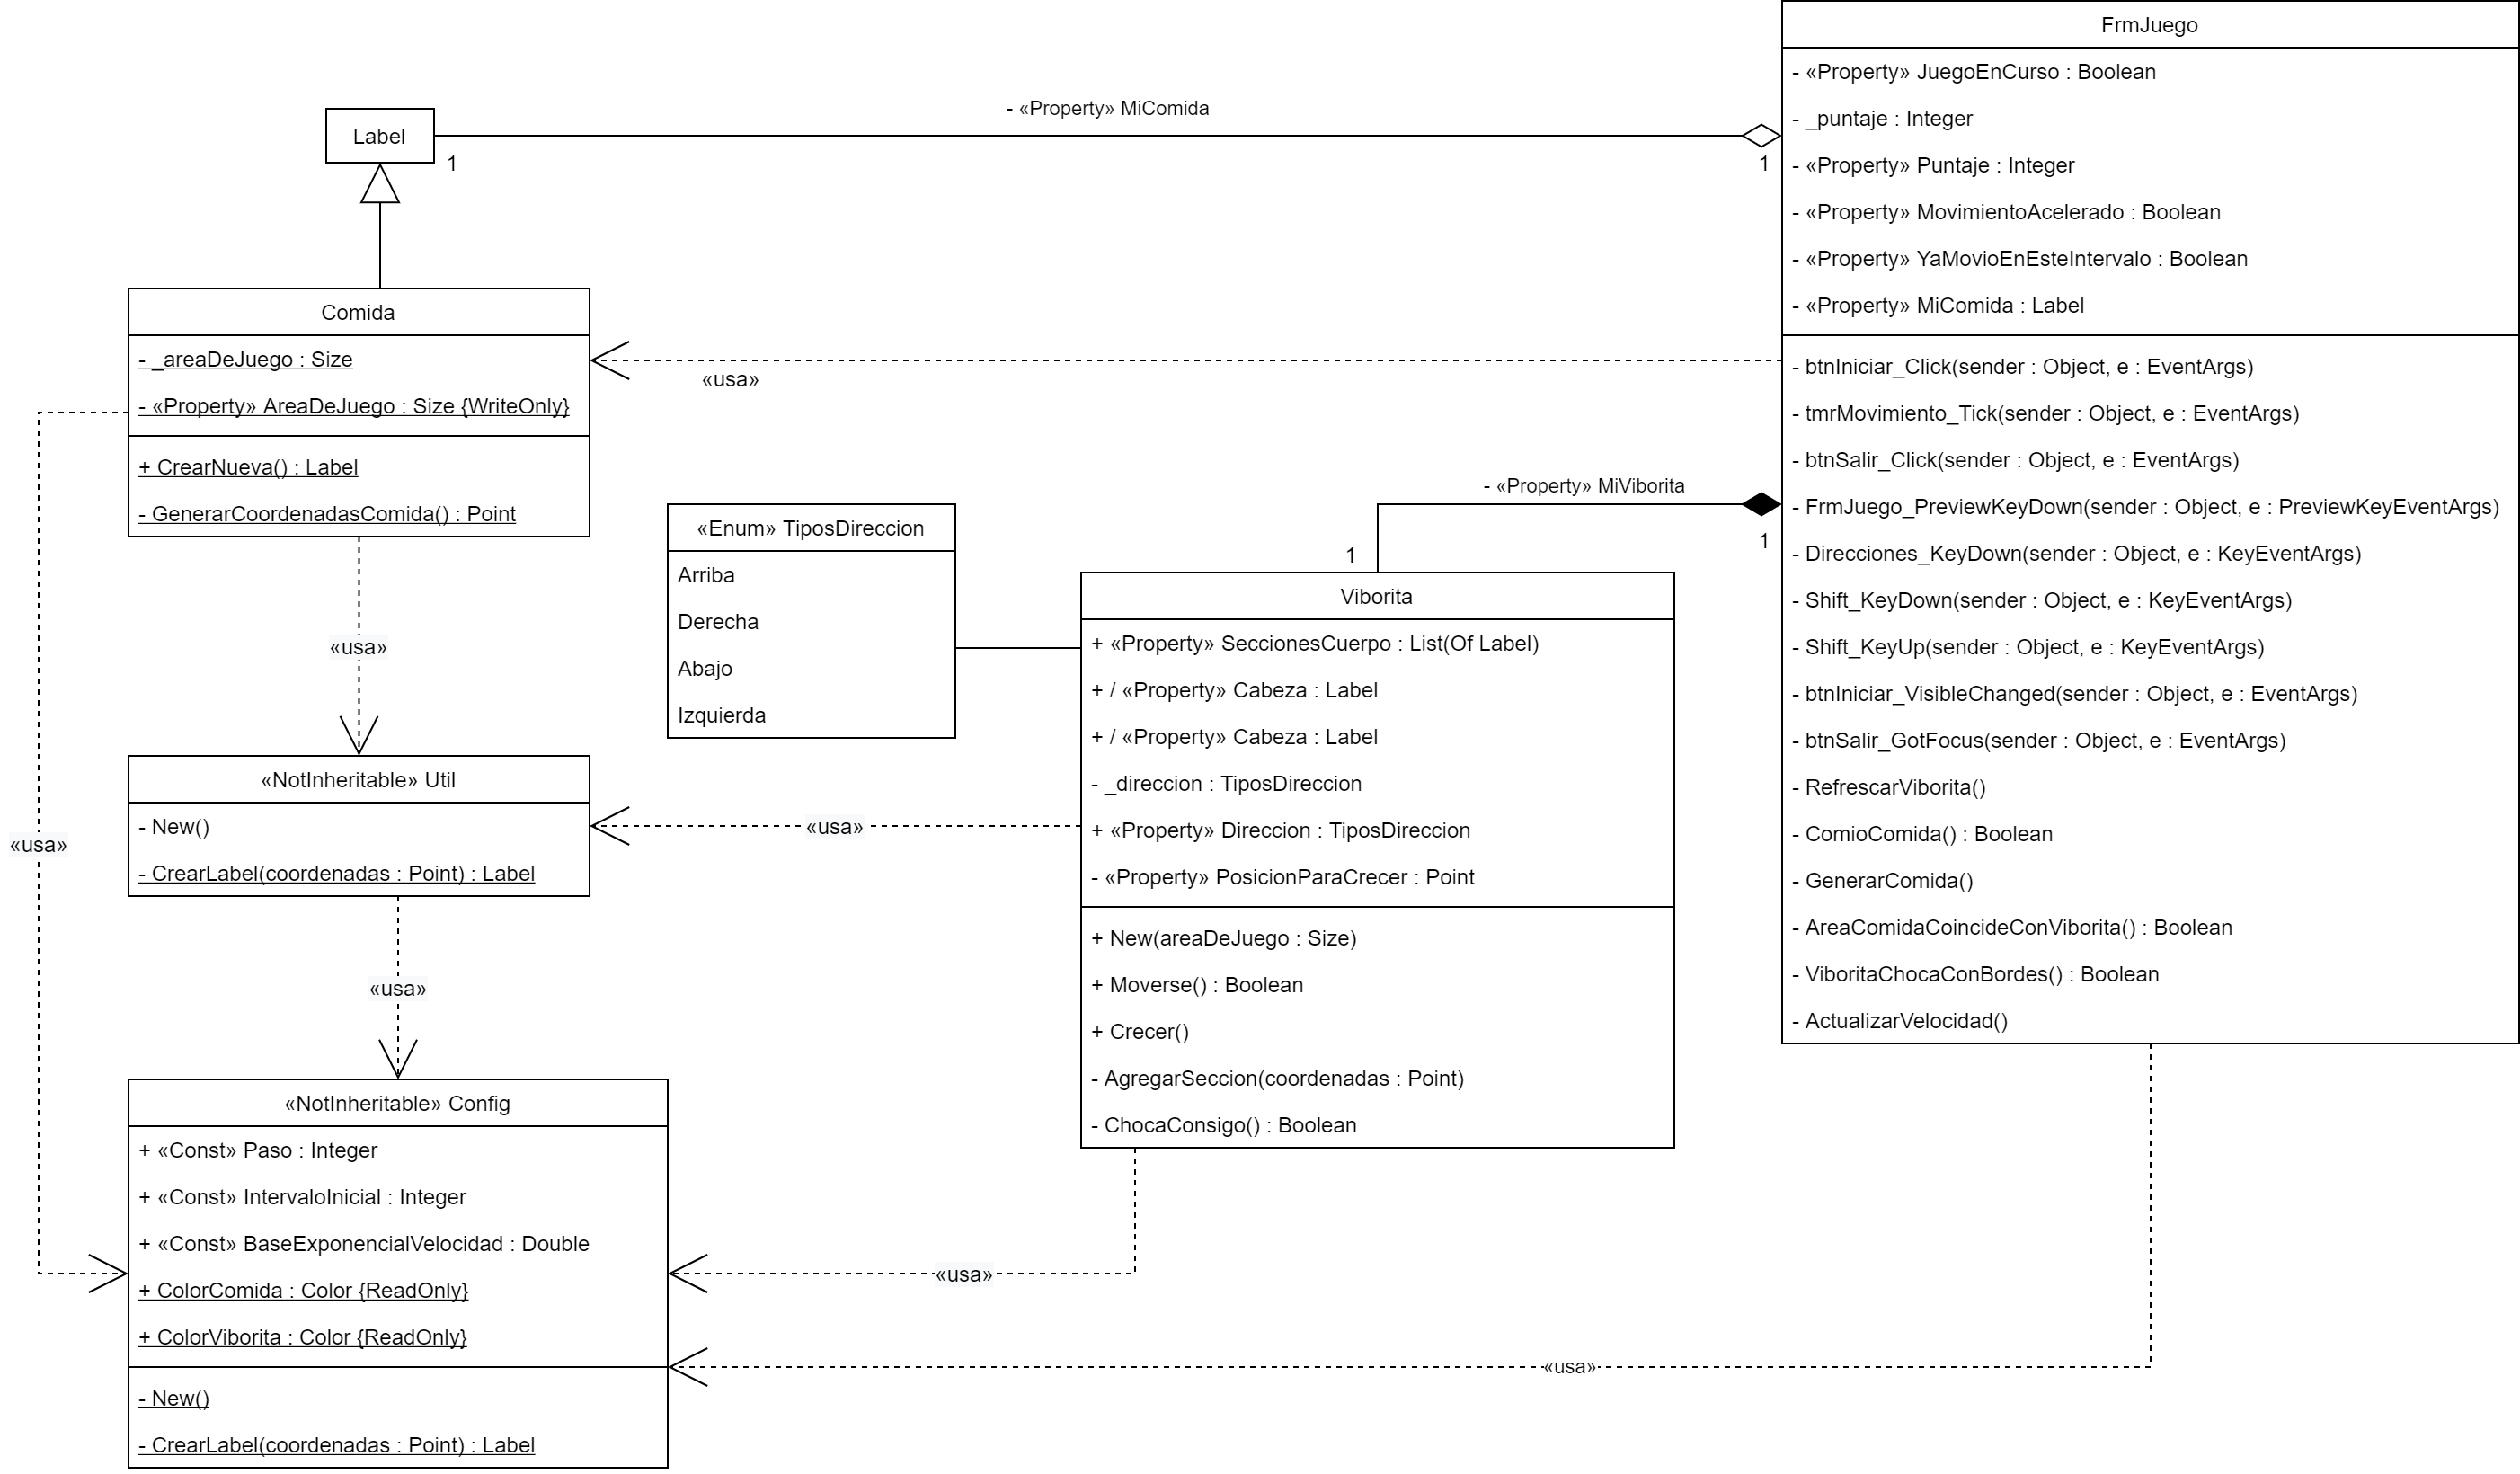 FrmJuego
- «Property» JuegoEnCurso : Boolean
- _puntaje : Integer
- «Property» Puntaje : Integer
- «Property» MovimientoAcelerado : Boolean
- «Property» YaMovioEnEsteIntervalo : Boolean
- «Property» MiComida : Label
- btnIniciar_Click(sender : Object, e : EventArgs)
- tmrMovimiento_Tick(sender : Object, e : EventArgs)
- btnSalir_Click(sender : Object, e : EventArgs)
- FrmJuego_PreviewKeyDown(sender : Object, e : PreviewKeyEventArgs)
- Direcciones_KeyDown(sender : Object, e : KeyEventArgs)
- Shift_KeyDown(sender : Object, e : KeyEventArgs)
- Shift_KeyUp(sender : Object, e : KeyEventArgs)
- btnIniciar_VisibleChanged(sender : Object, e : EventArgs)
- btnSalir_GotFocus(sender : Object, e : EventArgs)
- RefrescarViborita()
- ComioComida() : Boolean
- GenerarComida()
- AreaComidaCoincideConViborita() : Boolean
- ViboritaChocaConBordes() : Boolean
- ActualizarVelocidad()
- «Property» MiComida
Label
1
1
Comida
- _areaDeJuego : Size
- «Property» AreaDeJuego : Size {WriteOnly}
+ CrearNueva() : Label
- GenerarCoordenadasComida() : Point
«usa»
- «Property» MiViborita
1
1
«Enum» TiposDireccion
Arriba
Derecha
Abajo
Izquierda
Viborita
+ «Property» SeccionesCuerpo : List(Of Label)
+ / «Property» Cabeza : Label
+ / «Property» Cabeza : Label
- _direccion : TiposDireccion
+ «Property» Direccion : TiposDireccion
- «Property» PosicionParaCrecer : Point
+ New(areaDeJuego : Size)
+ Moverse() : Boolean
+ Crecer()
- AgregarSeccion(coordenadas : Point)
- ChocaConsigo() : Boolean
«usa»
«NotInheritable» Util
- New()
- CrearLabel(coordenadas : Point) : Label
«usa»
«usa»
«usa»
«NotInheritable» Config
+ «Const» Paso : Integer
+ «Const» IntervaloInicial : Integer
+ «Const» BaseExponencialVelocidad : Double
+ ColorComida : Color {ReadOnly}
+ ColorViborita : Color {ReadOnly}
- New()
- CrearLabel(coordenadas : Point) : Label
«usa»
«usa»